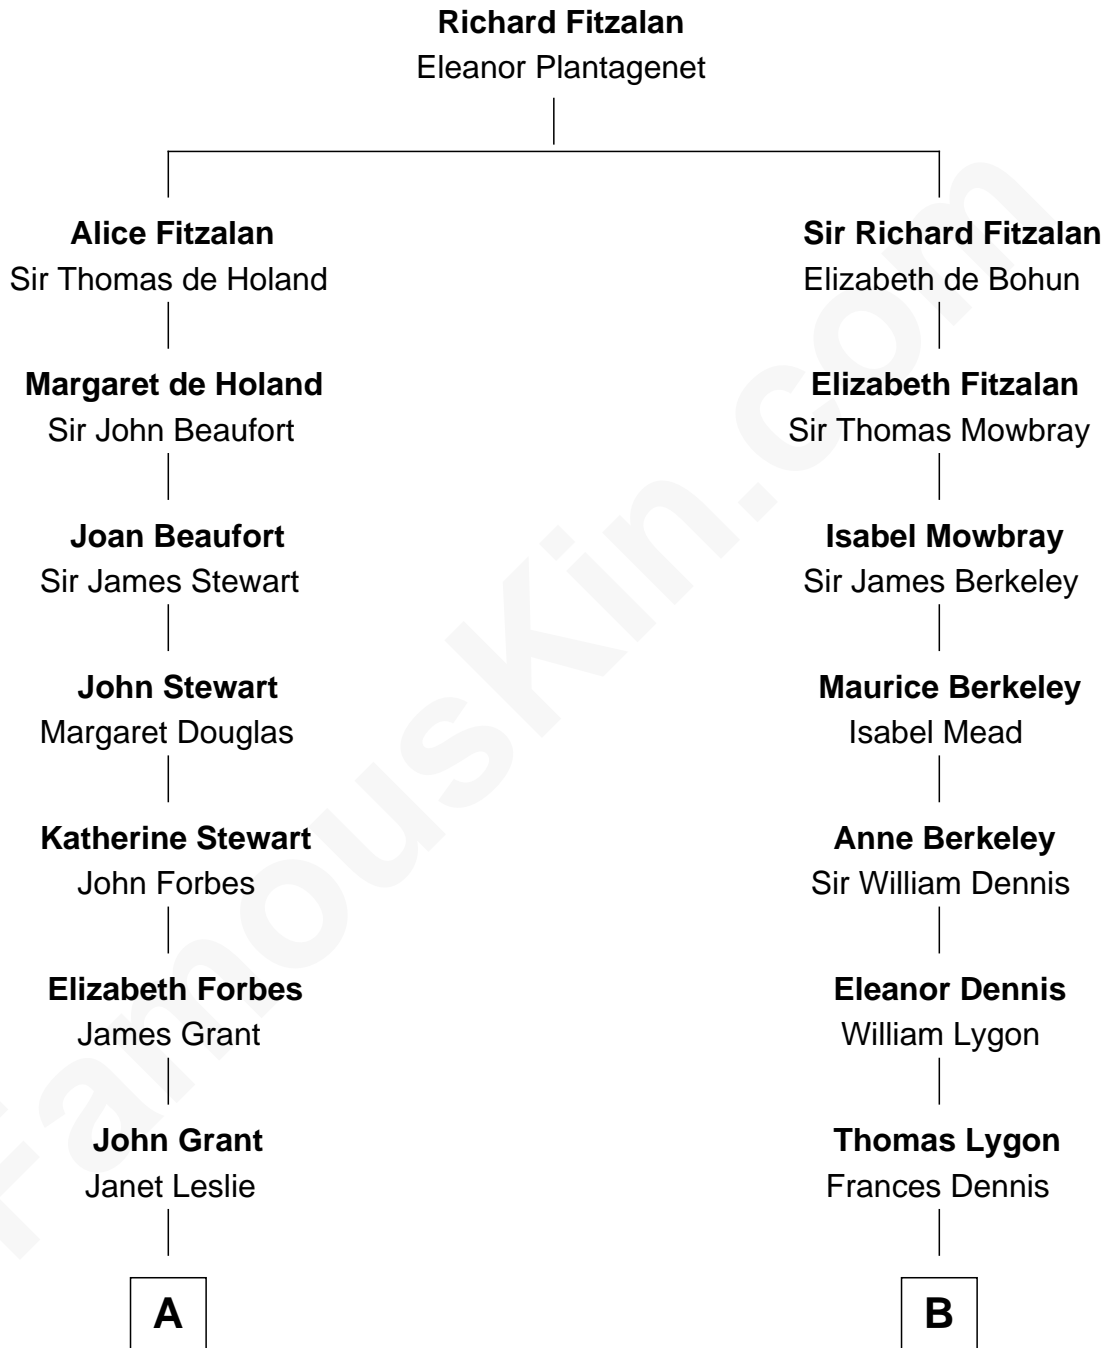 Richard Fitzalan
Eleanor Plantagenet
Alice Fitzalan
Sir Thomas de Holand
Sir Richard Fitzalan
Elizabeth de Bohun
Margaret de Holand
Sir John Beaufort
Elizabeth Fitzalan
Sir Thomas Mowbray
Joan Beaufort
Sir James Stewart
Isabel Mowbray
Sir James Berkeley
John Stewart
Margaret Douglas
Maurice Berkeley
Isabel Mead
Katherine Stewart
John Forbes
Anne Berkeley
Sir William Dennis
Elizabeth Forbes
James Grant
Eleanor Dennis
William Lygon
John Grant
Janet Leslie
Thomas Lygon
Frances Dennis
A
B
FamousKin.com